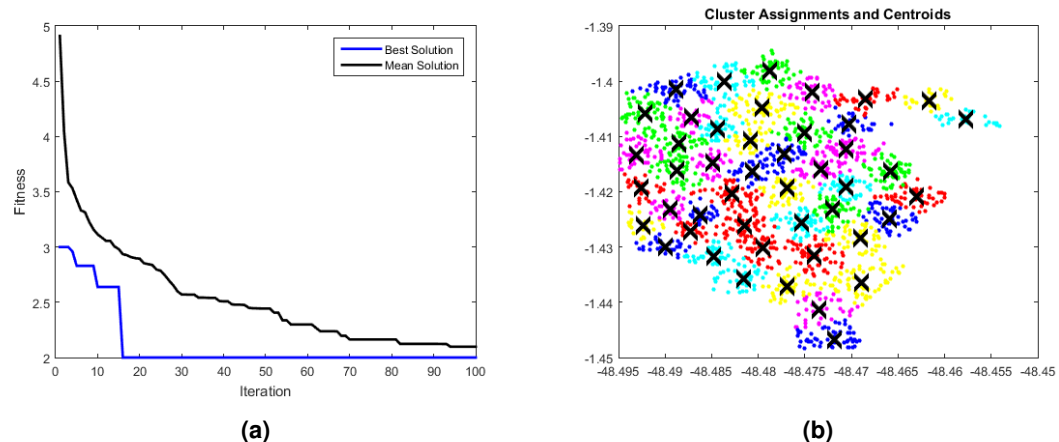 Cluster Assignments and Centroids
5
4.5
4
3.5
3
2.5
2
Fitness
Best Solution
Mean Solution
0 10 20 30 40 50 60 70 80 90 100
Iteration
(a)
-1.39
-1.4
-1.41
-1.42
-1.43
-1.44
-1.45
-48.495 -48.49 -48.485 -48.48 -48.475 -48.47 -48.465 -48.46 -48.455 -48.45
(b)